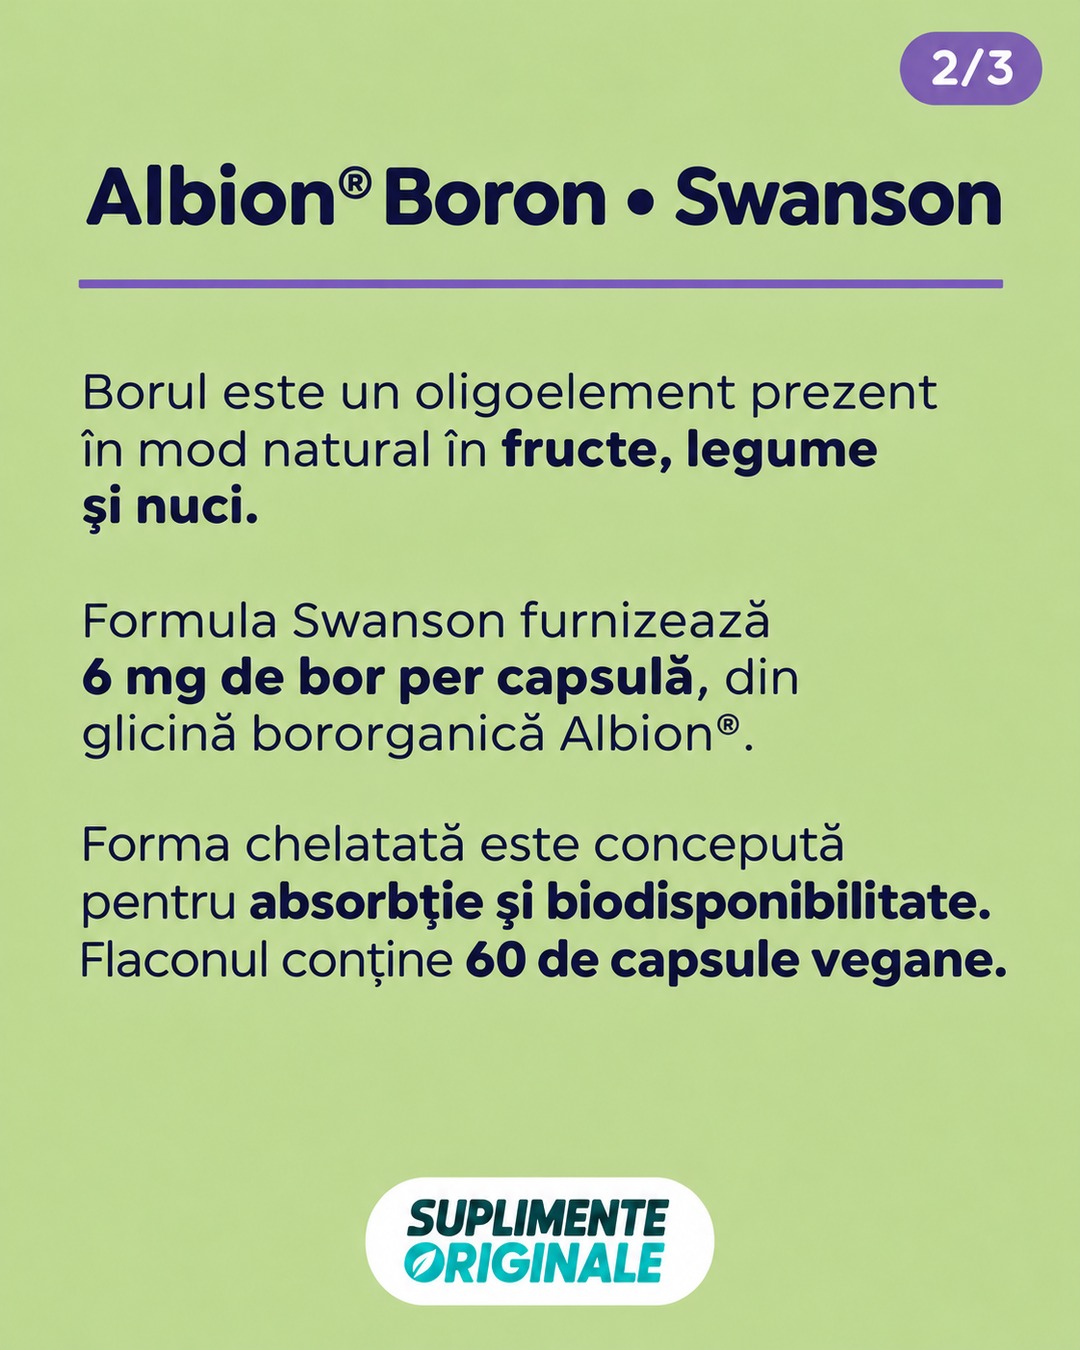 2/3
Albion® Boron • Swanson
Borul este un oligoelement prezent
în mod natural în fructe, legume
şi nuci.
Formula Swanson furnizează
6 mg de bor per capsulă, din
glicină bororganică Albion®.
Forma chelatată este concepută
pentru absorbţie şi biodisponibilitate.
Flaconul conține 60 de capsule vegane.
SUPLIMENTE
ORIGINALE